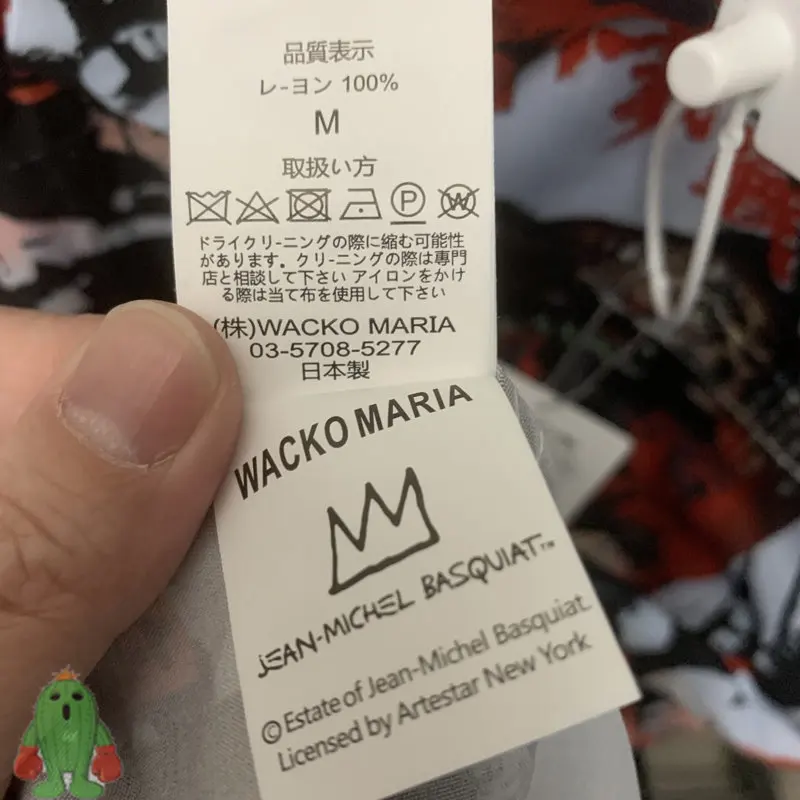 品質表示
レ-ヨン 100%
M
取扱い方
P W
ドライクリ-ニングの際に縮む可能性
があります。クリ-ニングの際は専門
店と相談して下さい アイロンをかけ
る際は当て布を使用して下さい
(株)WACKO MARIA
03-5708-5277
日本製
WACKO MARIA
JEAN-MICHEL BASQUIAT™
©Estate of Jean-Michel Basquiat.
Licensed by Artestar New York